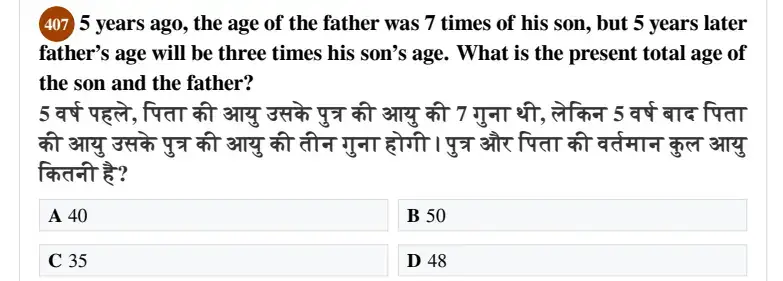 407 5 years ago, the age of the father was 7 times of his son, but 5 years later
father's age will be three times his son's age. What is the present total age of
the son and the father?
5 वर्ष पहले, पिता की आयु उसके पुत्र की आयु की 7 गुना थी, लेकिन 5 वर्ष बाद पिता
की आयु उसके पुत्र की आयु की तीन गुना होगी। पुत्र और पिता की वर्तमान कुल आयु
कितनी है?
A 40
B 50
C 35
D 48